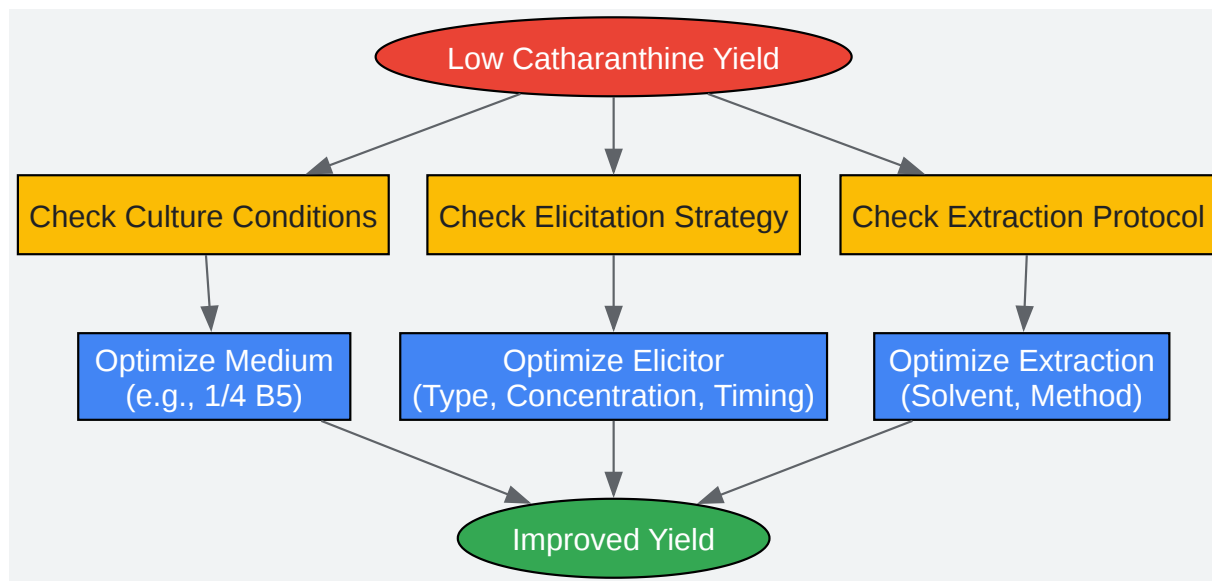 Low Catharanthine Yield
Check Culture Conditions
Check Elicitation Strategy
Check Extraction Protocol
Optimize Medium
(e.g., 1/4 B5)
Optimize Elicitor
(Type, Concentration, Timing)
Optimize Extraction
(Solvent, Method)
Improved Yield